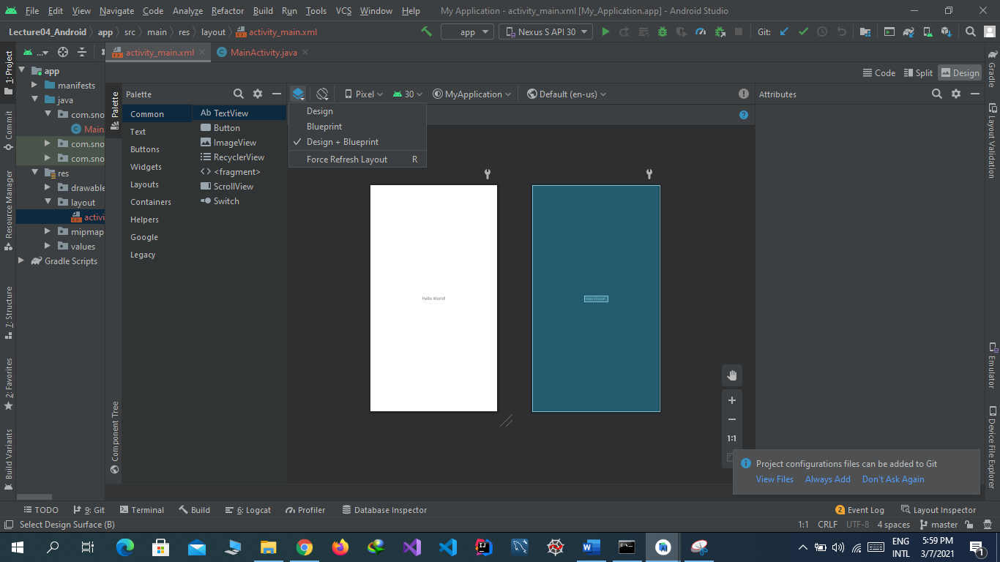 File Edit View Navigate Code Analyze Refactor Build Run Tools VCS Window Help My Application - activity_main.xml [My_Application.app] - Android Studio
Lecture04_Android app src main res layout activity_main.xml app Nexus S API 30 Git:
1: Project
Commit
Resource Manager
7: Structure
2: Favorites
Build Variants
...
app
manifests
java
com.sno
Main
com.sno
com.sno
res
drawable
layout
activi
mipmap
values
Gradle Scripts
activity_main.xml MainActivity.java
Code Split Design
Palette
Component Tree
Palette
Common
Text
Buttons
Widgets
Layouts
Containers
Helpers
Google
Legacy
Ab TextView
Button
ImageView
RecyclerView
<fragment>
ScrollView
Switch
Pixel 30 MyApplication Default (en-us)
Design
Blueprint
Design + Blueprint
Force Refresh Layout R
Hello World!
Hello World!
1:1
Attributes
Gradle
Layout Validation
Emulator
Device File Explorer
Project configurations files can be added to Git
View Files Always Add Don't Ask Again
TODO 9: Git Terminal Build 6: Logcat Profiler Database Inspector 2 Event Log Layout Inspector
Select Design Surface (B) 1:1 CRLF UTF-8 4 spaces master
ENG
INTL
5:59 PM
3/7/2021
1